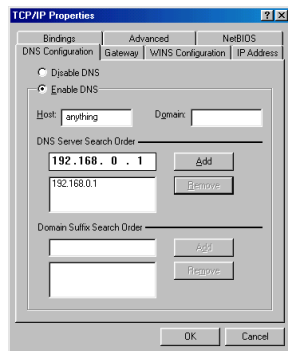 TCP/IP Properties
Bindings Advanced NetBIOS
DNS Configuration Gateway WINS Configuration IP Address
Disable DNS
Enable DNS
Host: anything Domain:
DNS Server Search Order
192.168. 0 . 1 Add
192.168.0.1 Remove
Domain Suffix Search Order
Add
Remove
OK Cancel